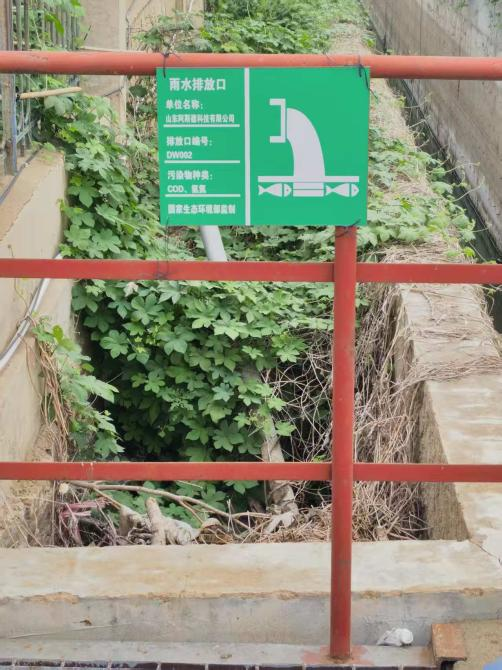 雨水排放口
单位名称：
山东阿斯德科技有限公司
排放口编号：
DW002
污染物种类：
COD、氨氮
国家生态环境部监制